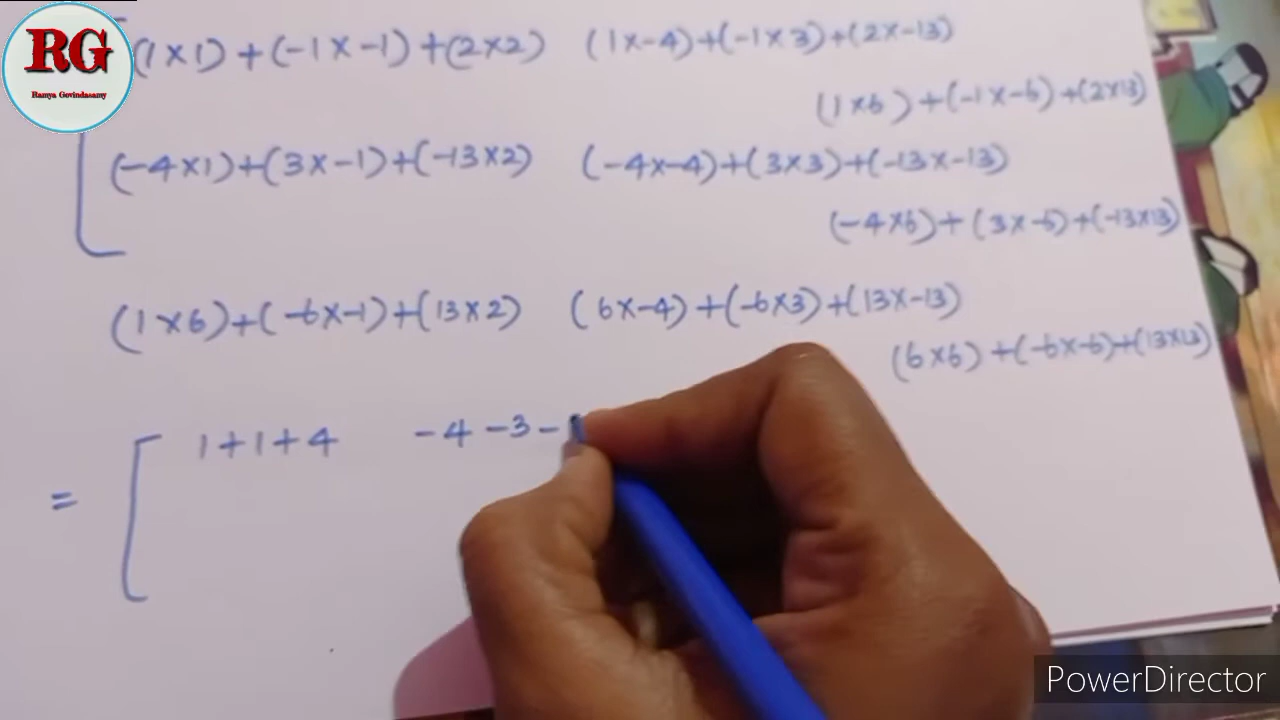 RG
Ramya Govindasamy
(1×1) + (-1×-1) + (2×2) (1×-4) + (-1×3) + (2×-13)
(1×6) + (-1×-6) + (2×13)
(-4×1) + (3×-1) + (-13×2) (-4×-4) + (3×3) + (-13×-13)
(-4×6) + (3×-6) + (-13×13)
(1×6) + (-6×-1) + (13×2) (6×-4) + (-6×3) + (13×-13)
(6×6) + (-6×-6) + (13×13)
= [ 1+1+4 -4 -3 -
PowerDirector